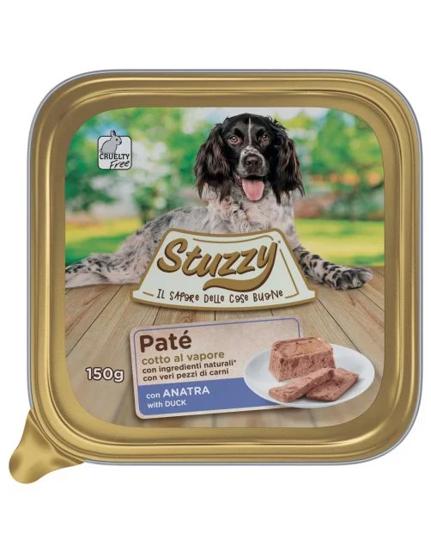 CRUELTY
Free
Stuzzy
IL SAPORE DELLE COSE BUONE
Paté
cotto al vapore
con ingredienti naturali*
con veri pezzi di carni
150g
con ANATRA
with DUCK